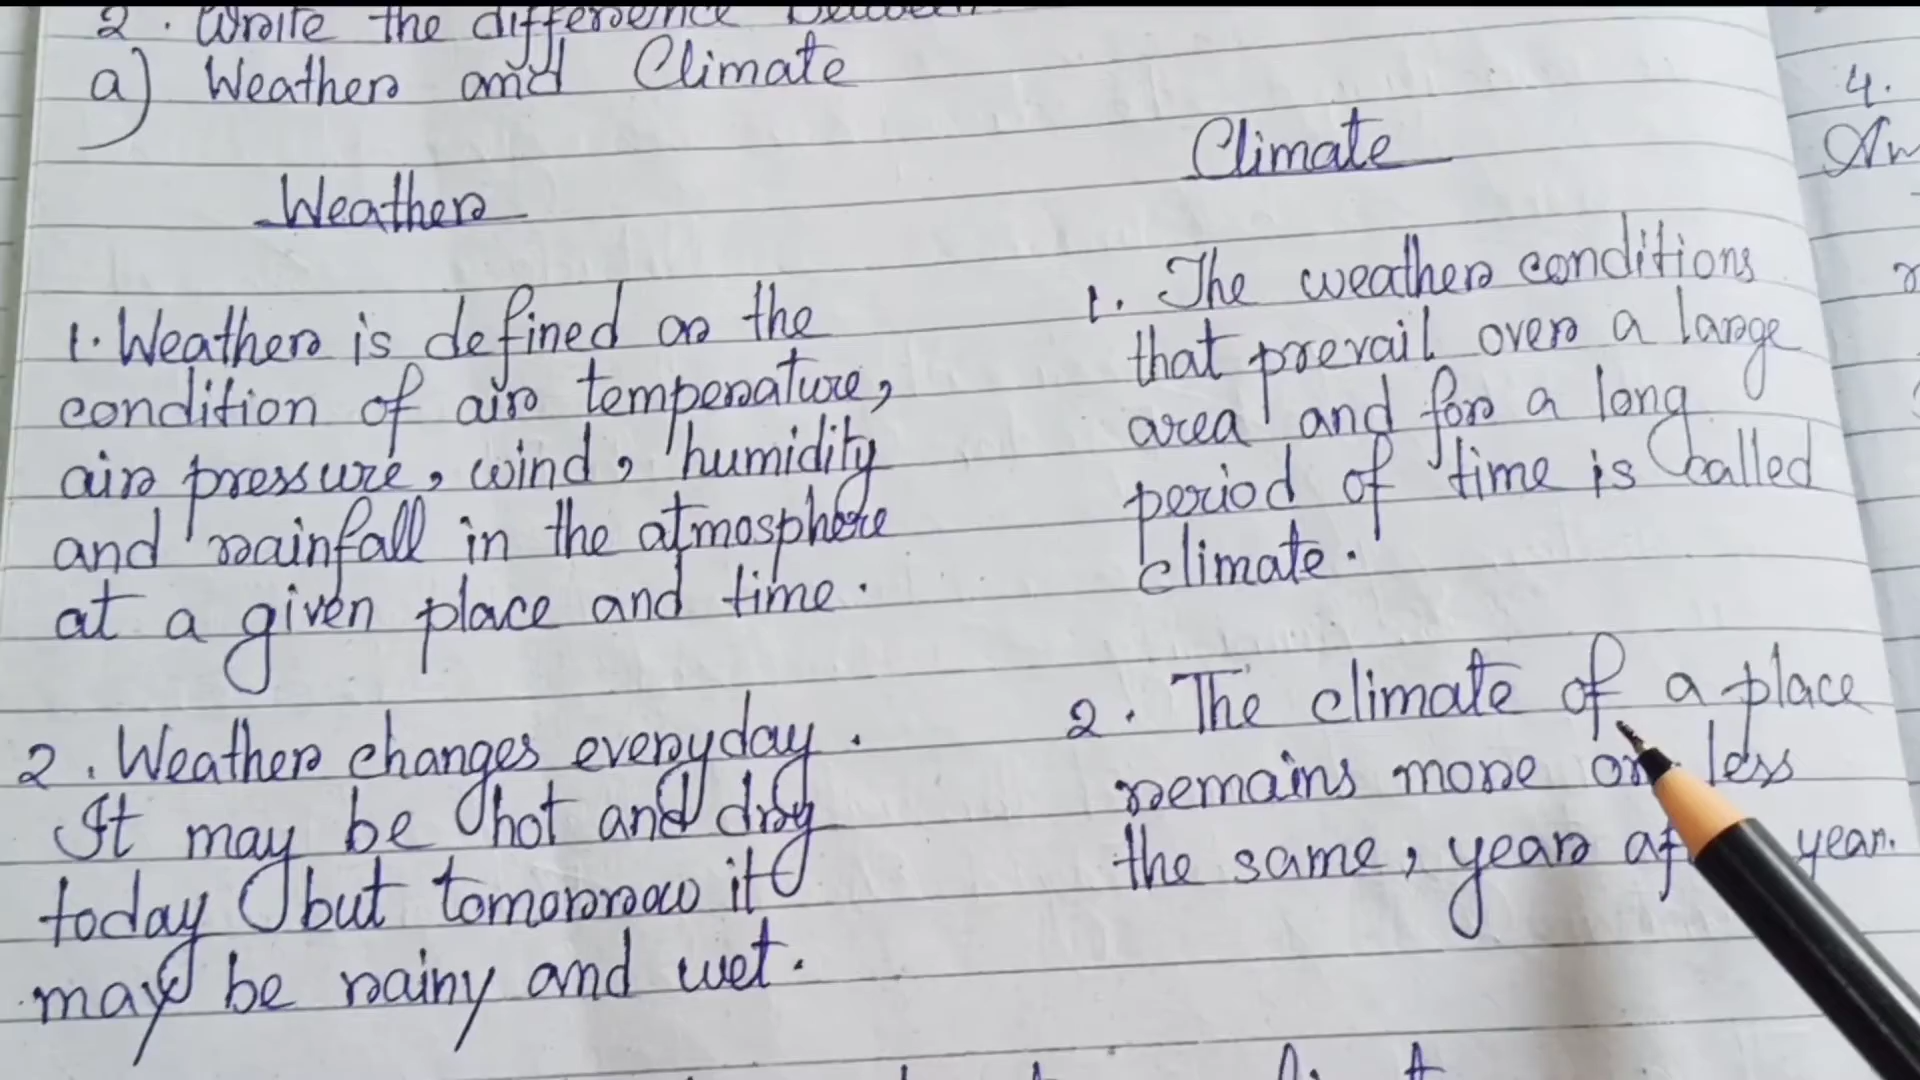 2. Write the difference between
a) Weather and Climate
Weather
1. Weather is defined as the
condition of air temperature,
air pressure, wind, humidity
and rainfall in the atmosphere
at a given place and time.
2. Weather changes everyday.
It may be hot and dry
today but tomorrow it
may be rainy and wet.
Climate
1. The weather conditions
that prevail over a large
area and for a long
period of time is called
climate.
2. The climate of a place
remains more or less
the same, year year.
4.